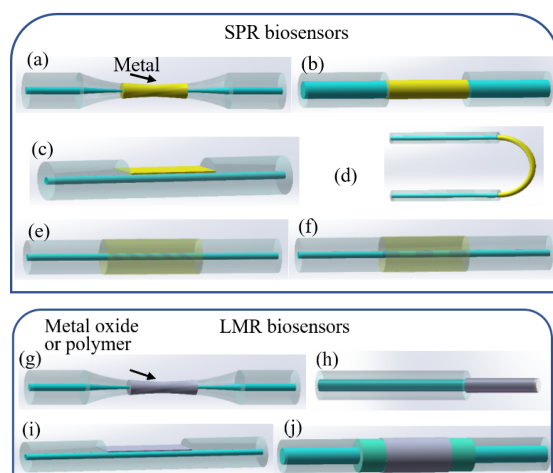 SPR biosensors
(a)
Metal
(b)
(c)
(d)
(e)
(f)
Metal oxide
or polymer
LMR biosensors
(g)
(h)
(i)
(j)